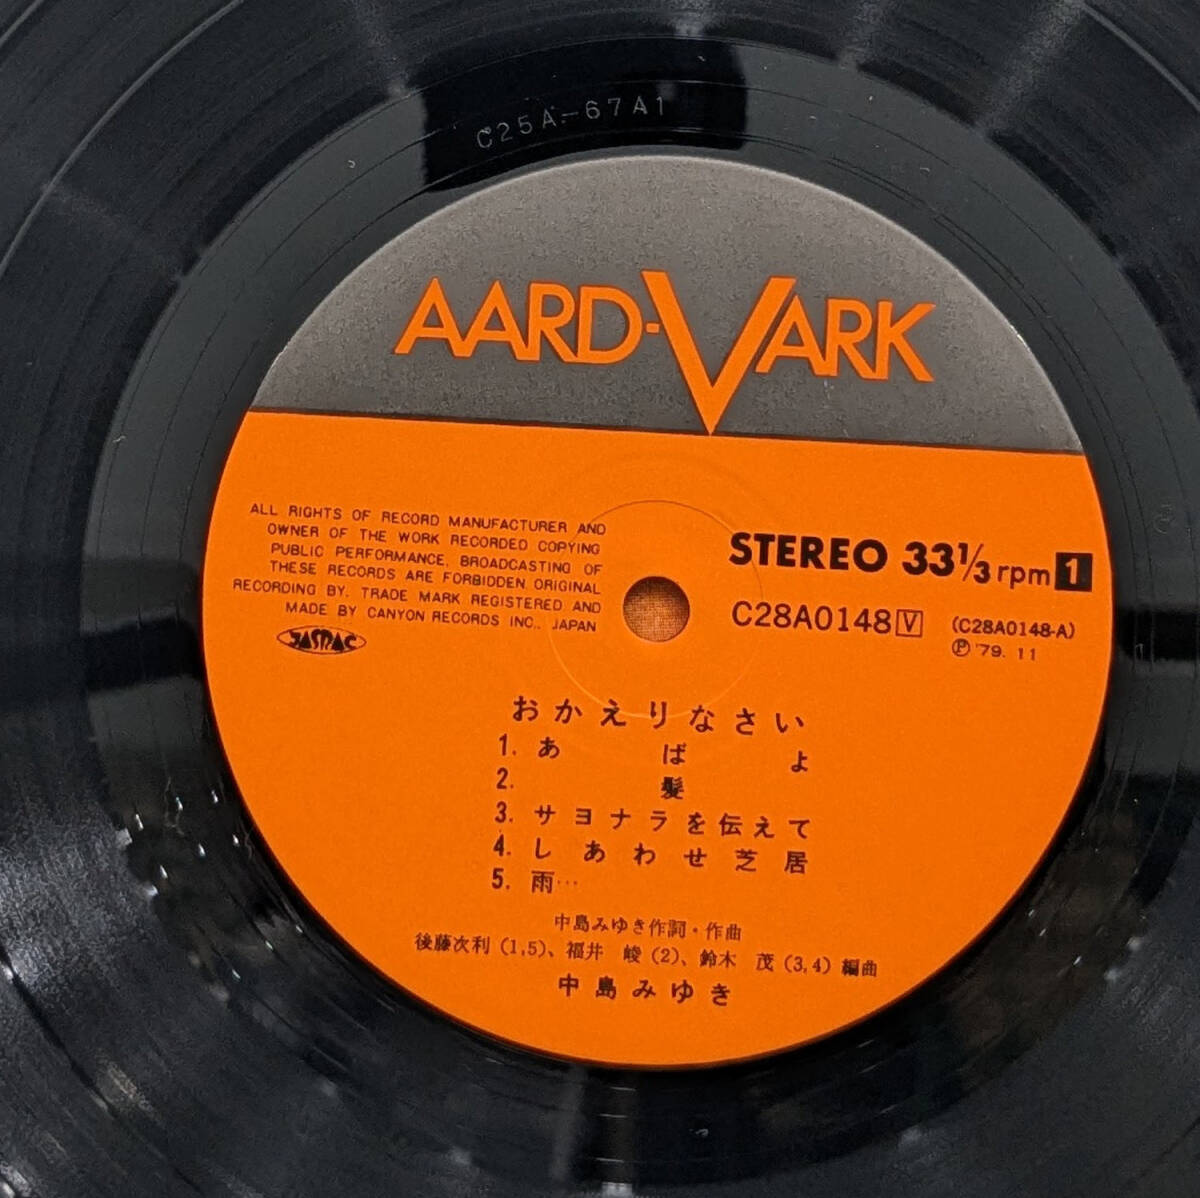 C25A-67A1
AARD-VARK
ALL RIGHTS OF RECORD MANUFACTURER AND
OWNER OF THE WORK RECORDED COPYING
PUBLIC PERFORMANCE, BROADCASTING OF
THESE RECORDS ARE FORBIDDEN. ORIGINAL
RECORDING BY. TRADE MARK REGISTERED AND
MADE BY CANYON RECORDS INC., JAPAN
JASRAC
STEREO 33⅓rpm 1
C28A0148 V (C28A0148-A)
Ⓟ '79. 11
おかえりなさい
1. あばよ
2. 髪
3. サヨナラを伝えて
4. しあわせ芝居
5. 雨…
中島みゆき作詞・作曲
後藤次利 (1,5)、福井 峻 (2)、鈴木 茂 (3,4) 編曲
中島みゆき